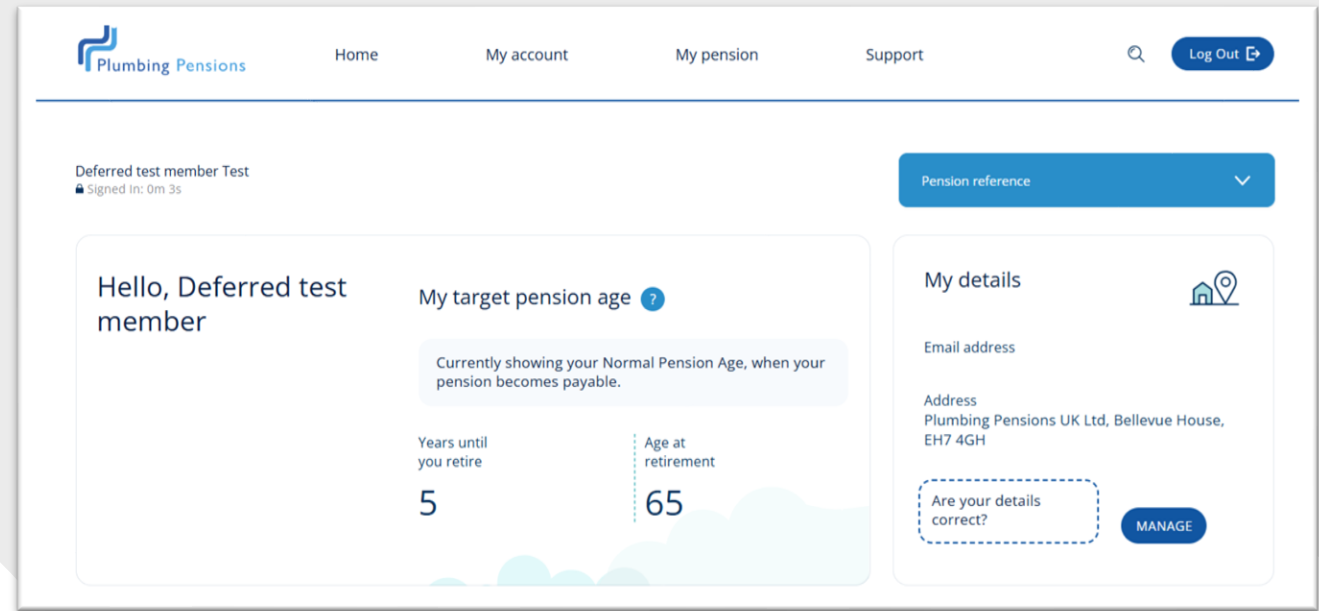 Plumbing Pensions
Home
My account
My pension
Support
Log Out
Deferred test member Test
Signed In: 0m 3s
Pension reference
Hello, Deferred test
member
My target pension age ?
Currently showing your Normal Pension Age, when your
pension becomes payable.
Years until
you retire
5
Age at
retirement
65
My details
Email address
Address
Plumbing Pensions UK Ltd, Bellevue House,
EH7 4GH
Are your details
correct?
MANAGE